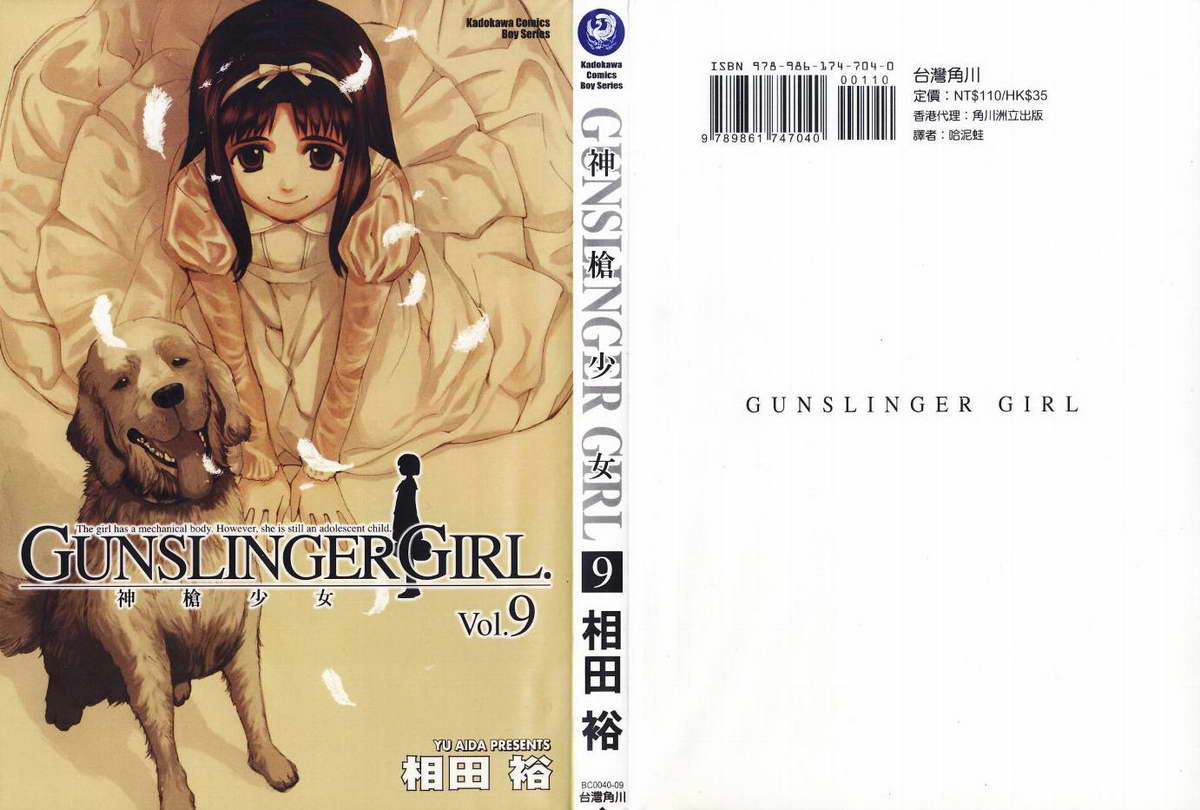 Kadokawa Comics
Boy Series
The girl has a mechanical body. However, she is still an adolescent child.
GUNSLINGER GIRL.
神槍少女
Vol.9
YU AIDA PRESENTS
相田 裕
Kadokawa
Comics
Boy Series
GUNSLINGER GIRL
神槍少女
9
相田 裕
BC0040-09
台灣角川
ISBN 978-986-174-704-0
00110
9 789861 747040
台灣角川
定價：NT$110/HK$35
香港代理：角川洲立出版
譯者：哈泥蛙
GUNSLINGER GIRL